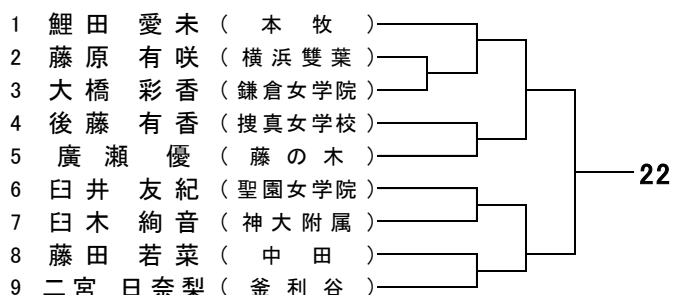 1 鯉田 愛未 ( 本牧 )
2 藤原 有咲 ( 横浜雙葉 )
3 大橋 彩香 ( 鎌倉女学院 )
4 後藤 有香 ( 捜真女学校 )
5 廣瀬 優 ( 藤の木 )
22
6 臼井 友紀 ( 聖園女学院 )
7 臼木 絢音 ( 神大附属 )
8 藤田 若菜 ( 中田 )
9 二宮 日奈梨 ( 釜利谷 )